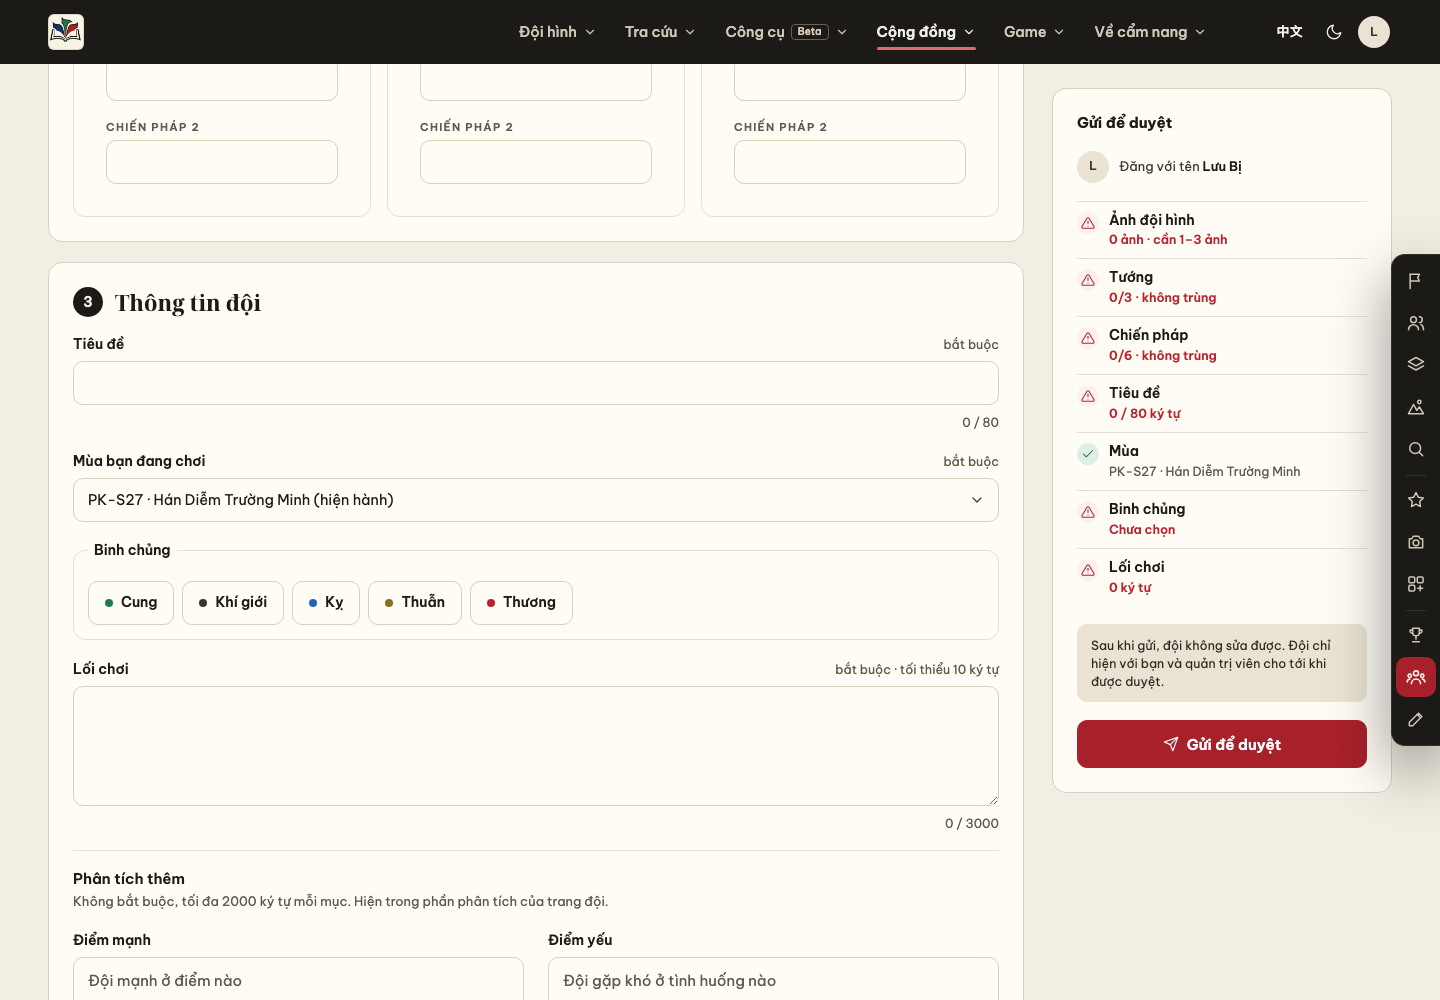 Đội hình
Tra cứu
Công cụ Beta
Cộng đồng
Game
Về cẩm nang
中文
L
CHIẾN PHÁP 2
CHIẾN PHÁP 2
CHIẾN PHÁP 2
3 Thông tin đội
Tiêu đề bắt buộc
0 / 80
Mùa bạn đang chơi bắt buộc
PK-S27 · Hán Diễm Trường Minh (hiện hành)
Binh chủng
Cung
Khí giới
Kỵ
Thuẫn
Thương
Lối chơi bắt buộc · tối thiểu 10 ký tự
0 / 3000
Phân tích thêm
Không bắt buộc, tối đa 2000 ký tự mỗi mục. Hiện trong phần phân tích của trang đội.
Điểm mạnh
Đội mạnh ở điểm nào
Điểm yếu
Đội gặp khó ở tình huống nào
Gửi để duyệt
L Đăng với tên Lưu Bị
Ảnh đội hình
0 ảnh · cần 1–3 ảnh
Tướng
0/3 · không trùng
Chiến pháp
0/6 · không trùng
Tiêu đề
0 / 80 ký tự
Mùa
PK-S27 · Hán Diễm Trường Minh
Binh chủng
Chưa chọn
Lối chơi
0 ký tự
Sau khi gửi, đội không sửa được. Đội chỉ
hiện với bạn và quản trị viên cho tới khi
được duyệt.
Gửi để duyệt